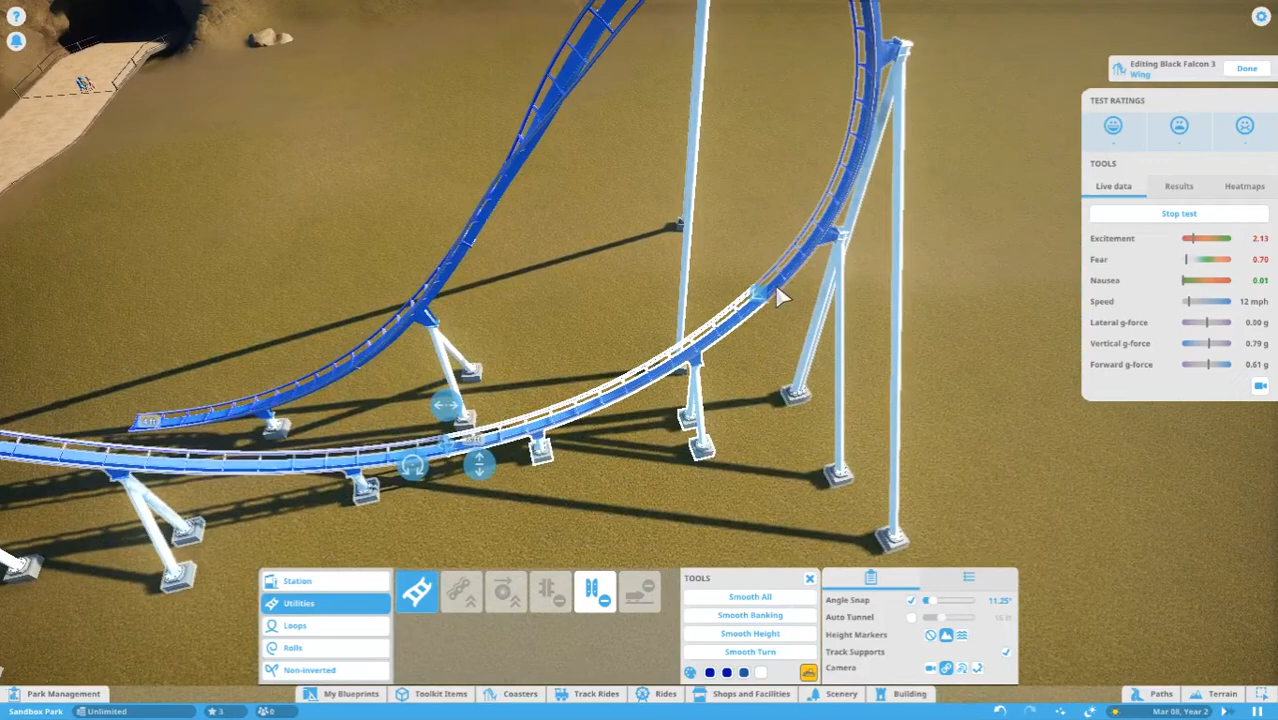 ?
Editing Black Falcon 3
Wing
Done
TEST RATINGS
- - -
TOOLS
Live data Results Heatmaps
Stop test
Excitement 2.13
Fear 0.70
Nausea 0.01
Speed 12 mph
Lateral g-force 0.00 g
Vertical g-force 0.79 g
Forward g-force 0.61 g
Station
Utilities
Loops
Rolls
Non-inverted
TOOLS
Smooth All
Smooth Banking
Smooth Height
Smooth Turn
Angle Snap 11.25°
Auto Tunnel 16 ft
Height Markers
Track Supports
Camera
Park Management My Blueprints Toolkit Items Coasters Track Rides Rides Shops and Facilities Scenery Building Paths Terrain
Sandbox Park Unlimited 3 0 Mar 08, Year 2